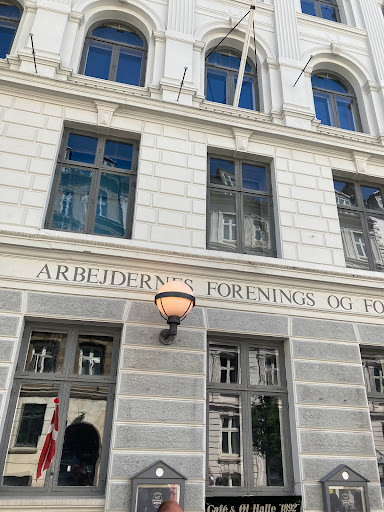 ARBEJDERNES FORENINGS OG FO
Café & Øl Halle "1892"